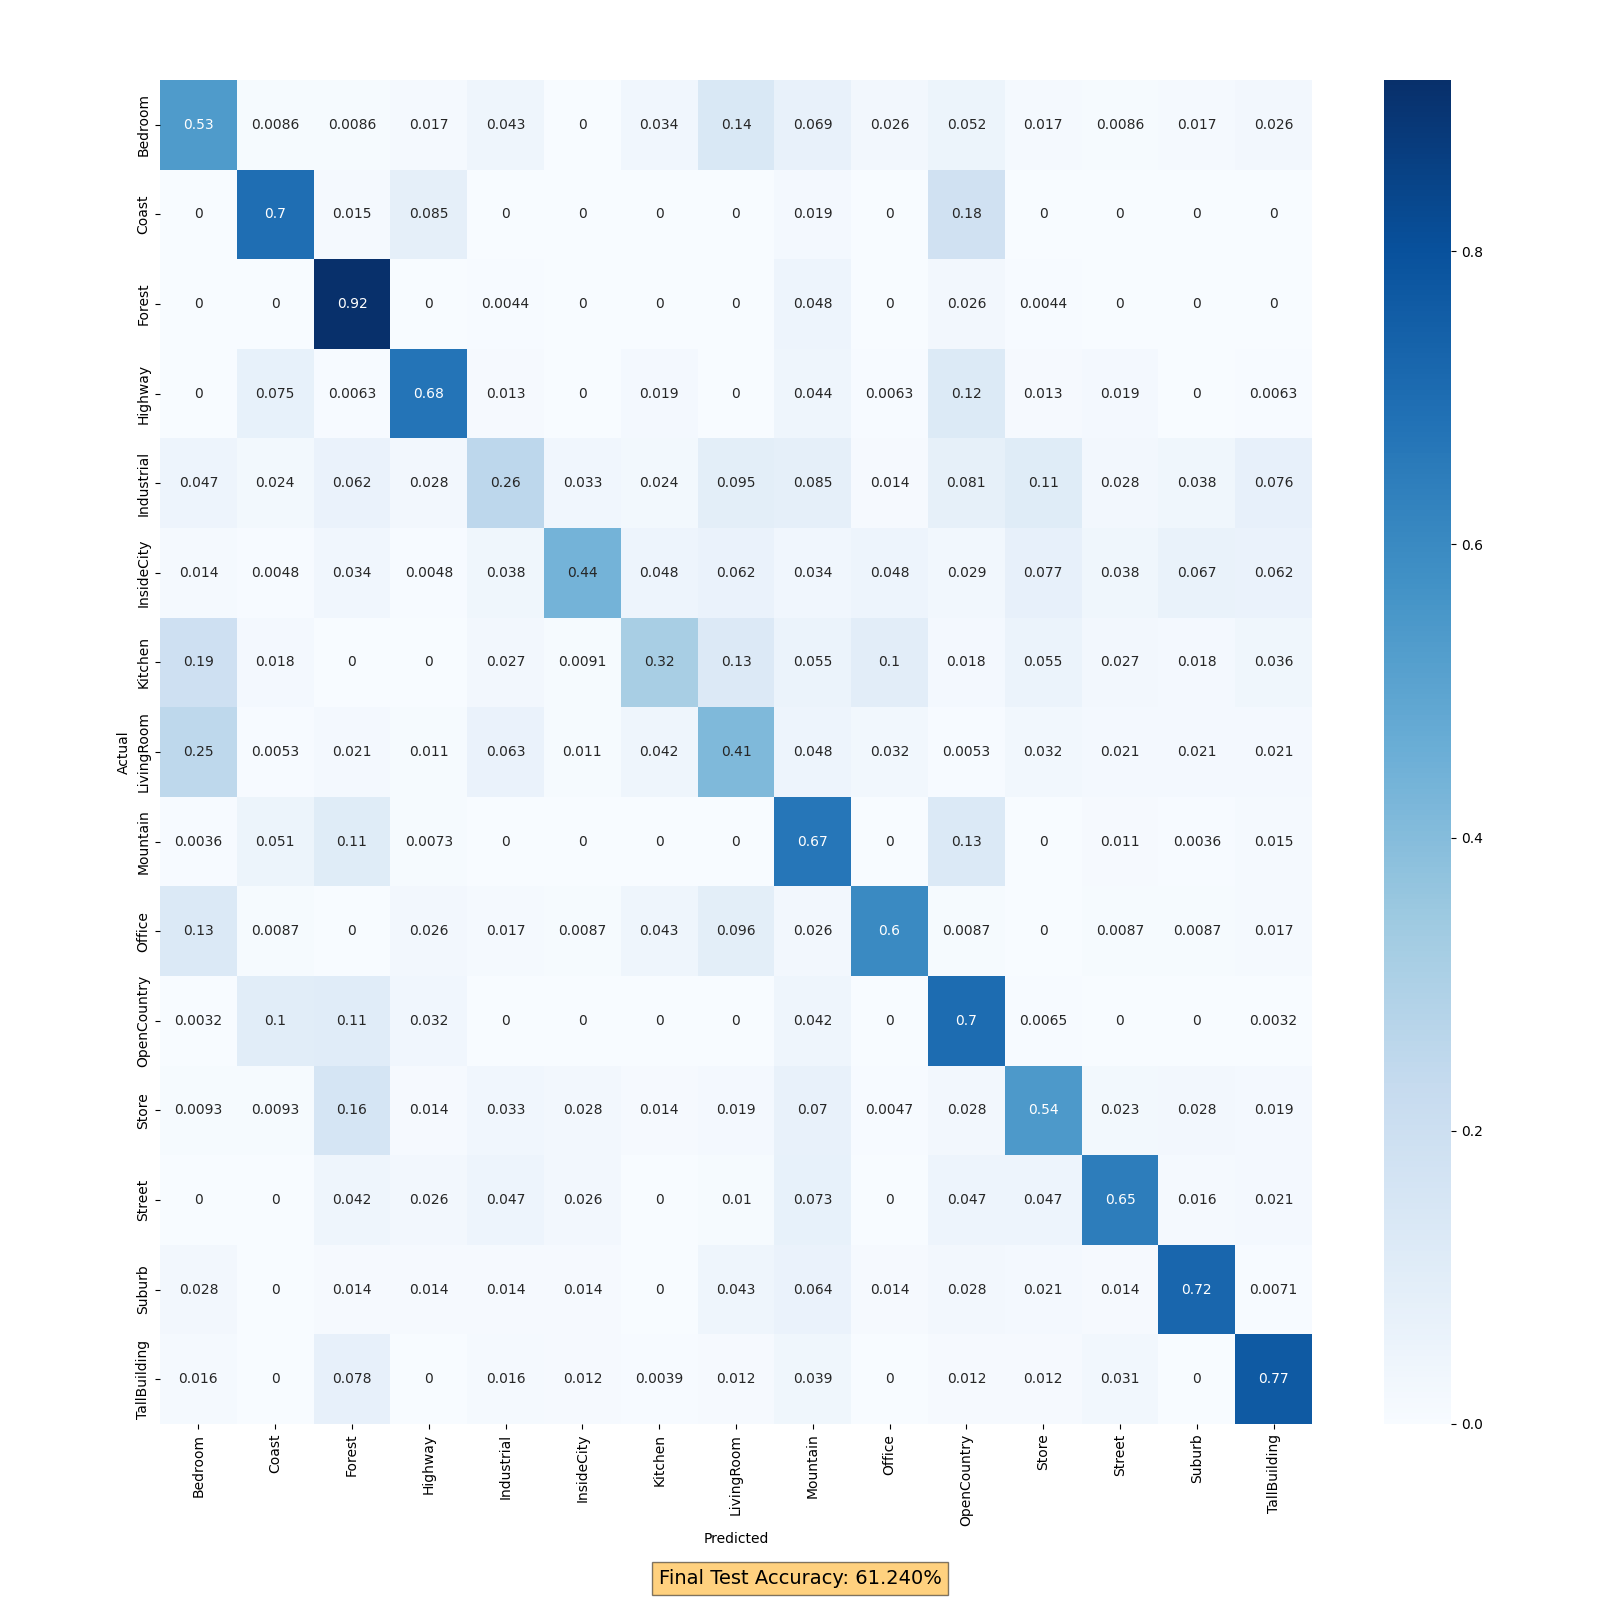 Bedroom 0.53 0.0086 0.0086 0.017 0.043 0 0.034 0.14 0.069 0.026 0.052 0.017 0.0086 0.017 0.026
Coast 0 0.7 0.015 0.085 0 0 0 0 0.019 0 0.18 0 0 0 0
0.8
Forest 0 0 0.92 0 0.0044 0 0 0 0.048 0 0.026 0.0044 0 0 0
Highway 0 0.075 0.0063 0.68 0.013 0 0.019 0 0.044 0.0063 0.12 0.013 0.019 0 0.0063
Industrial 0.047 0.024 0.062 0.028 0.26 0.033 0.024 0.095 0.085 0.014 0.081 0.11 0.028 0.038 0.076
0.6
InsideCity 0.014 0.0048 0.034 0.0048 0.038 0.44 0.048 0.062 0.034 0.048 0.029 0.077 0.038 0.067 0.062
Kitchen 0.19 0.018 0 0 0.027 0.0091 0.32 0.13 0.055 0.1 0.018 0.055 0.027 0.018 0.036
Actual
LivingRoom 0.25 0.0053 0.021 0.011 0.063 0.011 0.042 0.41 0.048 0.032 0.0053 0.032 0.021 0.021 0.021
0.4
Mountain 0.0036 0.051 0.11 0.0073 0 0 0 0 0.67 0 0.13 0 0.011 0.0036 0.015
Office 0.13 0.0087 0 0.026 0.017 0.0087 0.043 0.096 0.026 0.6 0.0087 0 0.0087 0.0087 0.017
OpenCountry 0.0032 0.1 0.11 0.032 0 0 0 0 0.042 0 0.7 0.0065 0 0 0.0032
Store 0.0093 0.0093 0.16 0.014 0.033 0.028 0.014 0.019 0.07 0.0047 0.028 0.54 0.023 0.028 0.019
0.2
Street 0 0 0.042 0.026 0.047 0.026 0 0.01 0.073 0 0.047 0.047 0.65 0.016 0.021
Suburb 0.028 0 0.014 0.014 0.014 0.014 0 0.043 0.064 0.014 0.028 0.021 0.014 0.72 0.0071
TallBuilding 0.016 0 0.078 0 0.016 0.012 0.0039 0.012 0.039 0 0.012 0.012 0.031 0 0.77
0.0
Bedroom Coast Forest Highway Industrial InsideCity Kitchen LivingRoom Mountain Office OpenCountry Store Street Suburb TallBuilding
Predicted
Final Test Accuracy: 61.240%